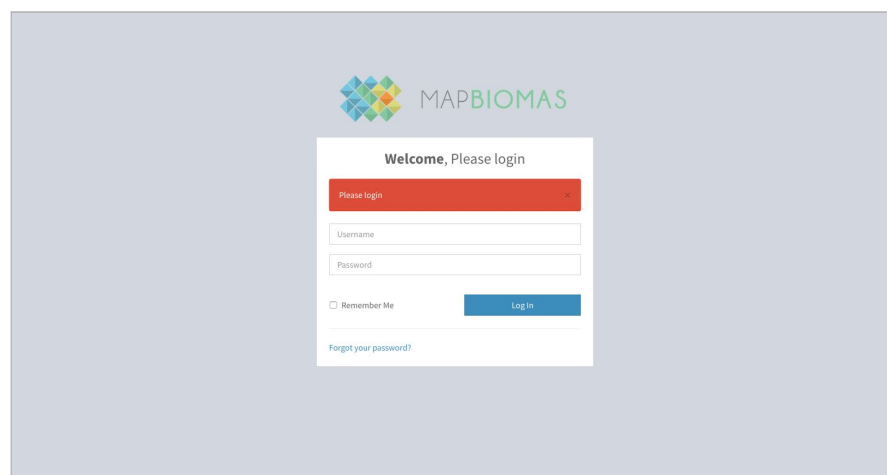 MAPBIOMAS
Welcome, Please login
Please login ×
Username
Password
Remember Me
Log In
Forgot your password?